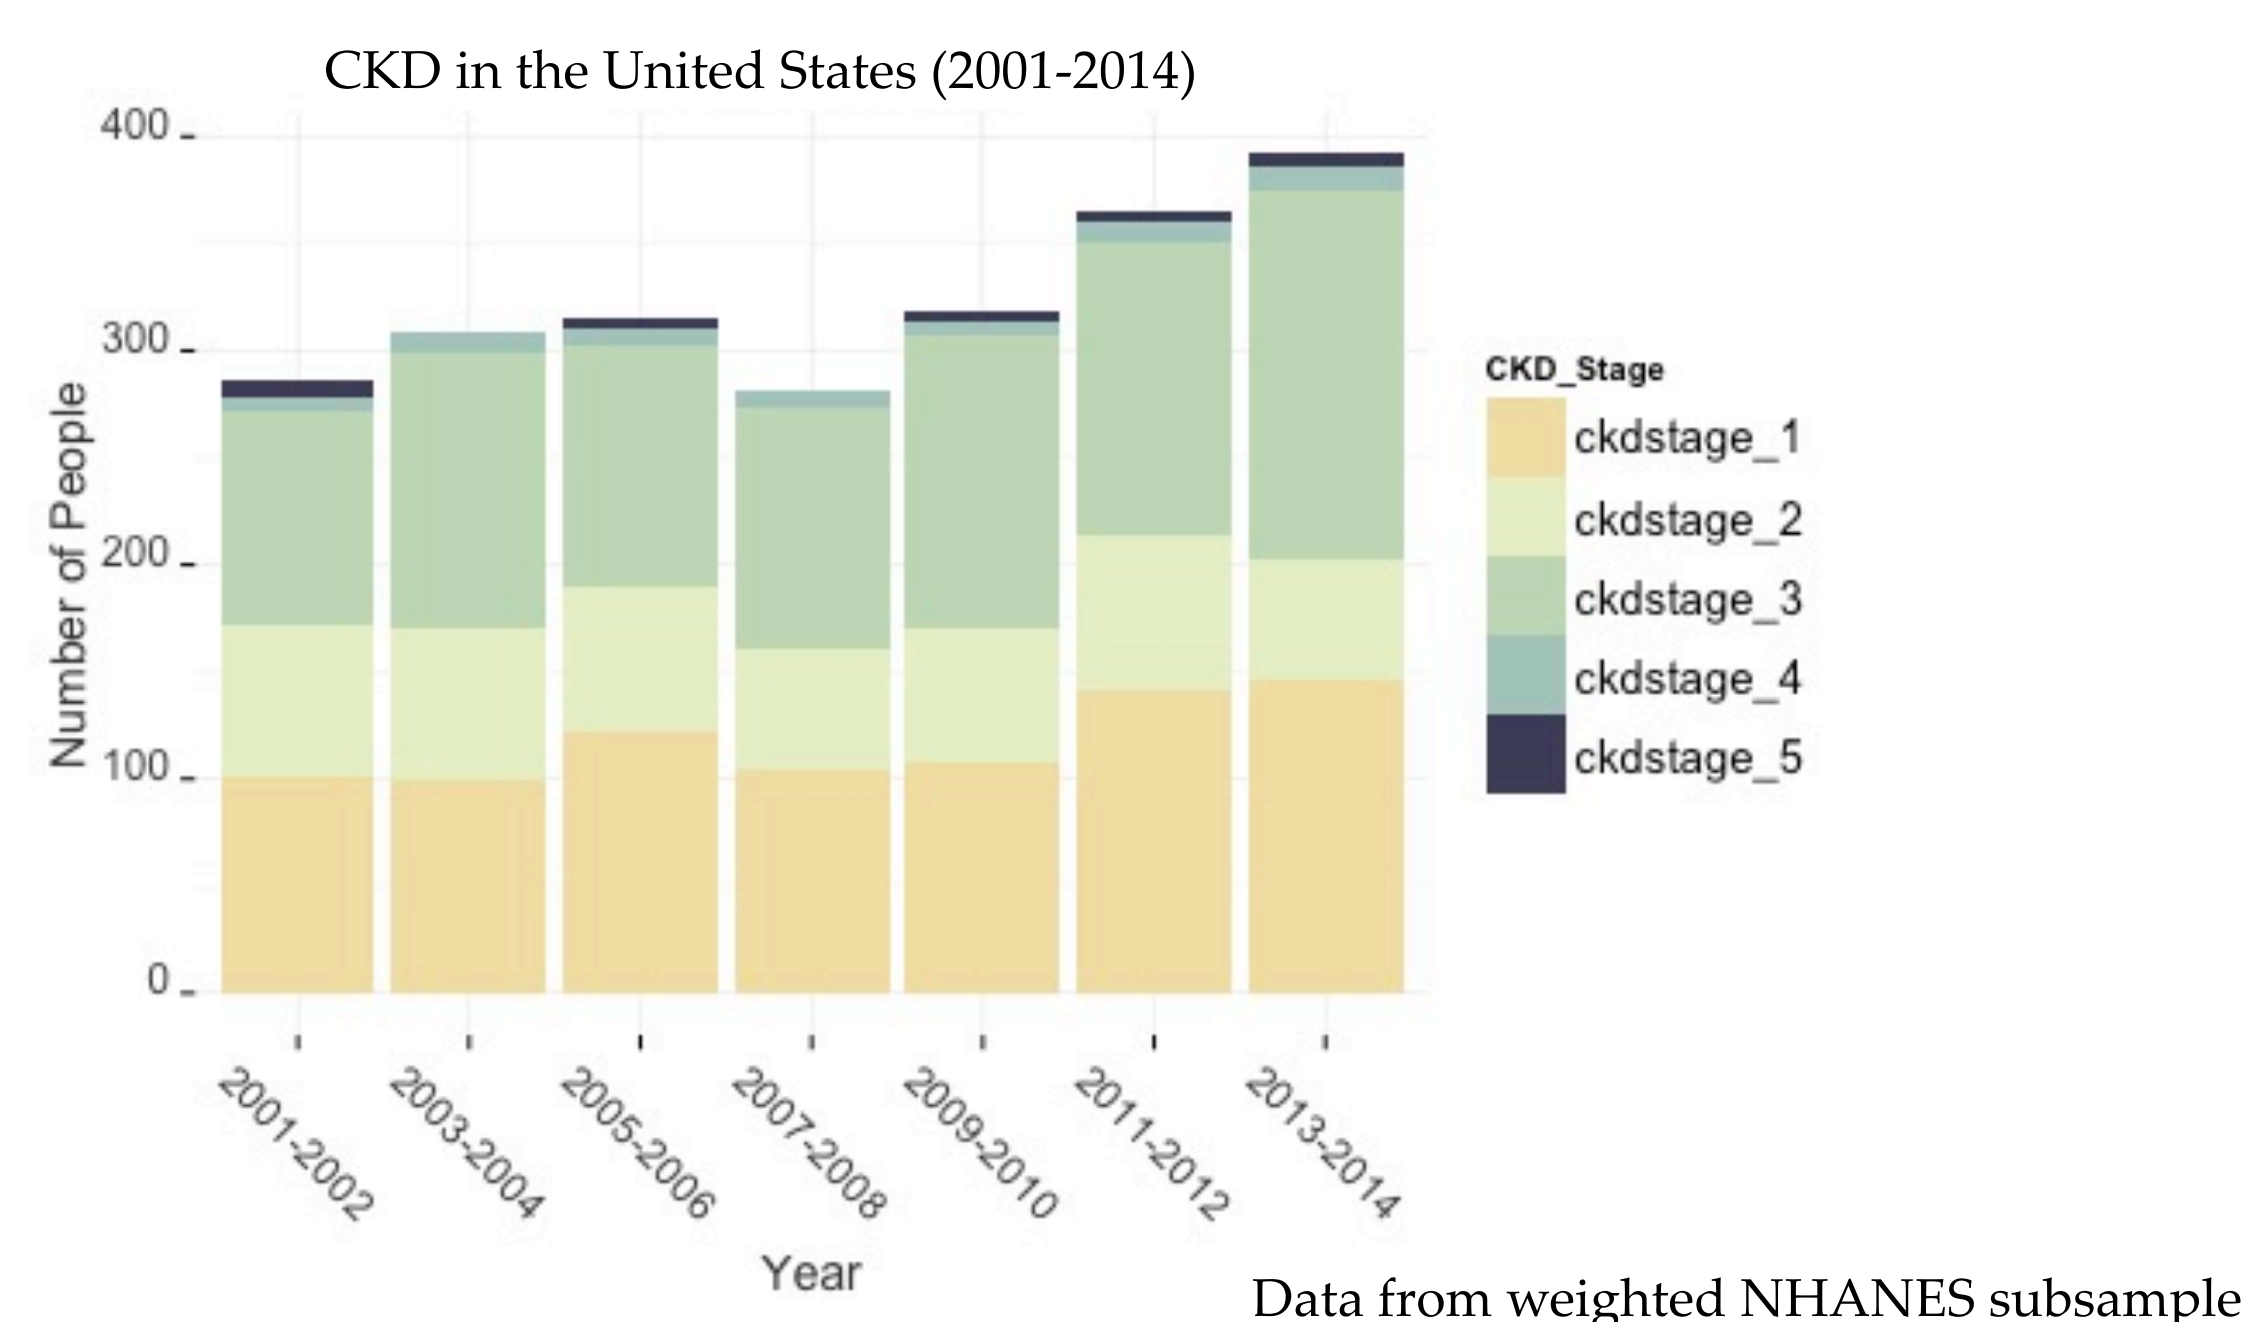 CKD in the United States (2001-2014)
400
300
200
100
0
Number of People
2001-2002
2003-2004
2005-2006
2007-2008
2009-2010
2011-2012
2013-2014
Year
CKD_Stage
ckdstage_1
ckdstage_2
ckdstage_3
ckdstage_4
ckdstage_5
Data from weighted NHANES subsample